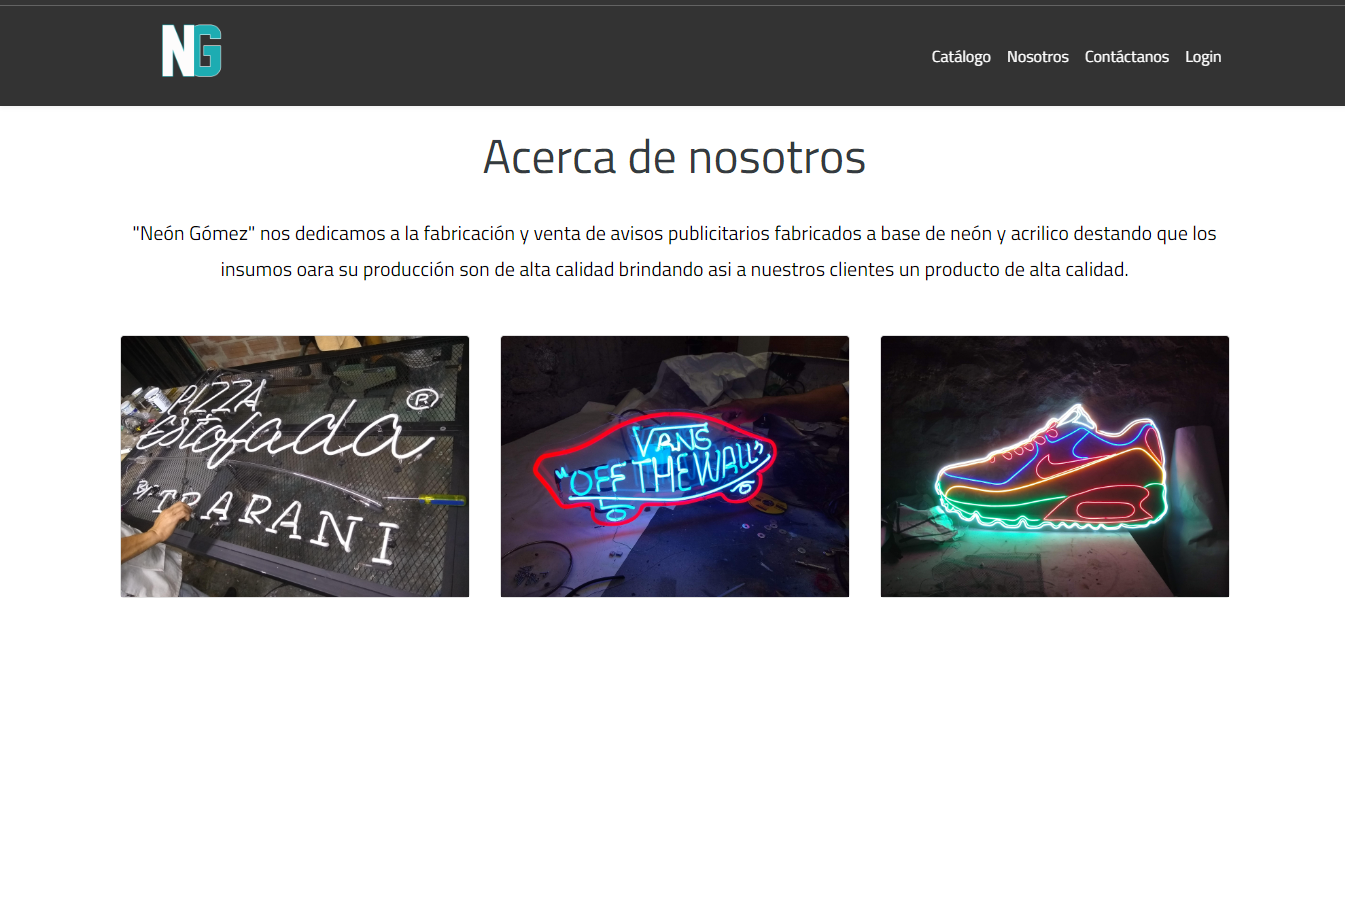 NG
Catálogo Nosotros Contáctanos Login
Acerca de nosotros
"Neón Gómez" nos dedicamos a la fabricación y venta de avisos publicitarios fabricados a base de neón y acrilico destando que los
insumos oara su producción son de alta calidad brindando asi a nuestros clientes un producto de alta calidad.
PIZZA
Estofada ®
By TRARANI
VANS
"OFF THE WALL"